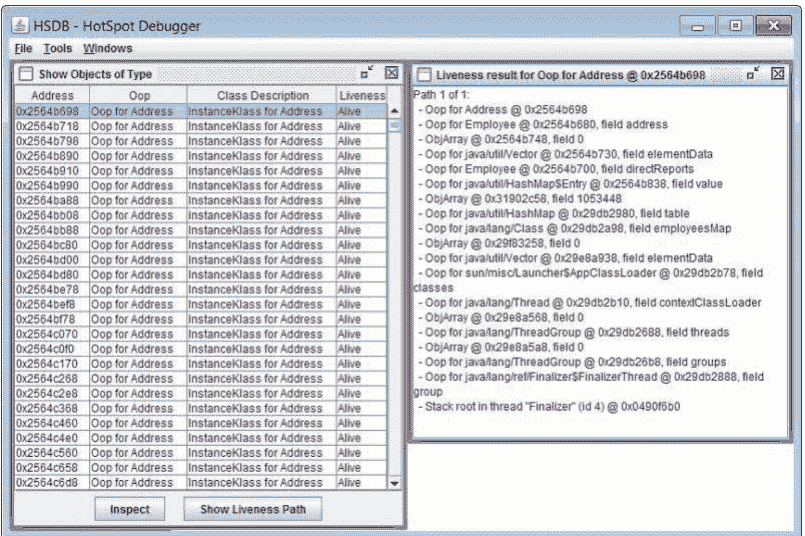 HSDB - HotSpot Debugger
File Tools Windows
Show Objects of Type
Address Oop Class Description Liveness
0x2564b698 Oop for Address InstanceKlass for Address Alive
0x2564b718 Oop for Address InstanceKlass for Address Alive
0x2564b798 Oop for Address InstanceKlass for Address Alive
0x2564b890 Oop for Address InstanceKlass for Address Alive
0x2564b910 Oop for Address InstanceKlass for Address Alive
0x2564b990 Oop for Address InstanceKlass for Address Alive
0x2564ba88 Oop for Address InstanceKlass for Address Alive
0x2564bb08 Oop for Address InstanceKlass for Address Alive
0x2564bb88 Oop for Address InstanceKlass for Address Alive
0x2564bc80 Oop for Address InstanceKlass for Address Alive
0x2564bd00 Oop for Address InstanceKlass for Address Alive
0x2564bd80 Oop for Address InstanceKlass for Address Alive
0x2564be78 Oop for Address InstanceKlass for Address Alive
0x2564bef8 Oop for Address InstanceKlass for Address Alive
0x2564bf78 Oop for Address InstanceKlass for Address Alive
0x2564c070 Oop for Address InstanceKlass for Address Alive
0x2564c0f0 Oop for Address InstanceKlass for Address Alive
0x2564c170 Oop for Address InstanceKlass for Address Alive
0x2564c268 Oop for Address InstanceKlass for Address Alive
0x2564c2e8 Oop for Address InstanceKlass for Address Alive
0x2564c368 Oop for Address InstanceKlass for Address Alive
0x2564c460 Oop for Address InstanceKlass for Address Alive
0x2564c4e0 Oop for Address InstanceKlass for Address Alive
0x2564c560 Oop for Address InstanceKlass for Address Alive
0x2564c658 Oop for Address InstanceKlass for Address Alive
0x2564c6d8 Oop for Address InstanceKlass for Address Alive
Inspect Show Liveness Path
Liveness result for Oop for Address @ 0x2564b698
Path 1 of 1:
- Oop for Address @ 0x2564b698
- Oop for Employee @ 0x2564b680, field address
- ObjArray @ 0x2564b748, field 0
- Oop for java/util/Vector @ 0x2564b730, field elementData
- Oop for Employee @ 0x2564b700, field directReports
- Oop for java/util/HashMap$Entry @ 0x2564b838, field value
- ObjArray @ 0x31902c58, field 1053448
- Oop for java/util/HashMap @ 0x29db2980, field table
- Oop for java/lang/Class @ 0x29db2a98, field employeesMap
- ObjArray @ 0x29f83258, field 0
- Oop for java/util/Vector @ 0x29e8a938, field elementData
- Oop for sun/misc/Launcher$AppClassLoader @ 0x29db2b78, field
classes
- Oop for java/lang/Thread @ 0x29db2b10, field contextClassLoader
- ObjArray @ 0x29e8a568, field 0
- Oop for java/lang/ThreadGroup @ 0x29db2688, field threads
- ObjArray @ 0x29e8a5a8, field 0
- Oop for java/lang/ThreadGroup @ 0x29db26b8, field groups
- Oop for java/lang/ref/Finalizer$FinalizerThread @ 0x29db2888, field
group
- Stack root in thread "Finalizer" (id 4) @ 0x0490f6b0